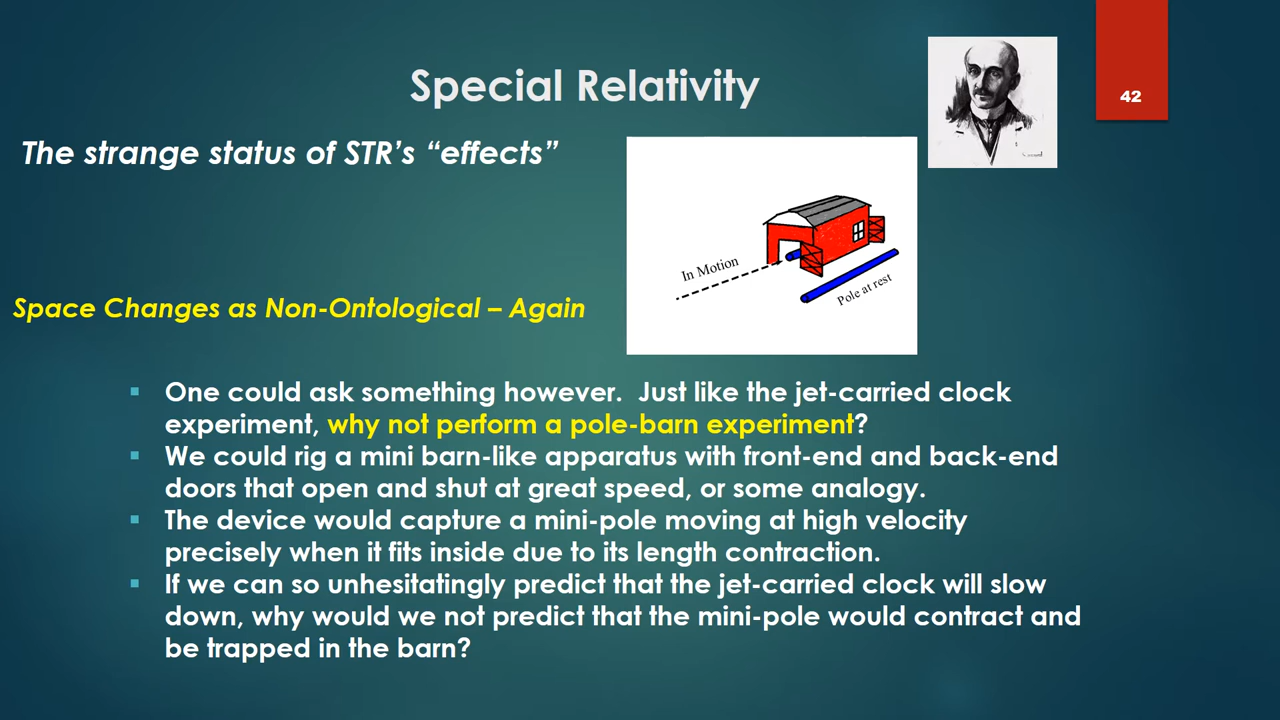 Special Relativity
42
The strange status of STR's “effects”
In Motion
Pole at rest
Space Changes as Non-Ontological – Again
▪ One could ask something however.  Just like the jet-carried clock
experiment, why not perform a pole-barn experiment?
▪ We could rig a mini barn-like apparatus with front-end and back-end
doors that open and shut at great speed, or some analogy.
▪ The device would capture a mini-pole moving at high velocity
precisely when it fits inside due to its length contraction.
▪ If we can so unhesitatingly predict that the jet-carried clock will slow
down, why would we not predict that the mini-pole would contract and
be trapped in the barn?